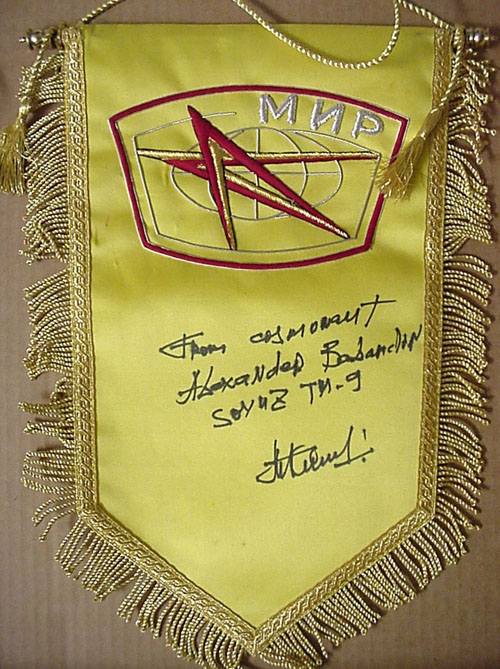 МИР
From cosmonaut
Alexander Balandin
SOYUZ TM-9